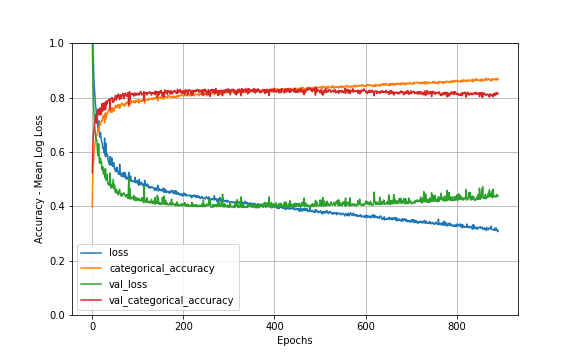 1.0
0.8
0.6
0.4
0.2
0.0
Accuracy - Mean Log Loss
loss
categorical_accuracy
val_loss
val_categorical_accuracy
0
200
400
600
800
Epochs